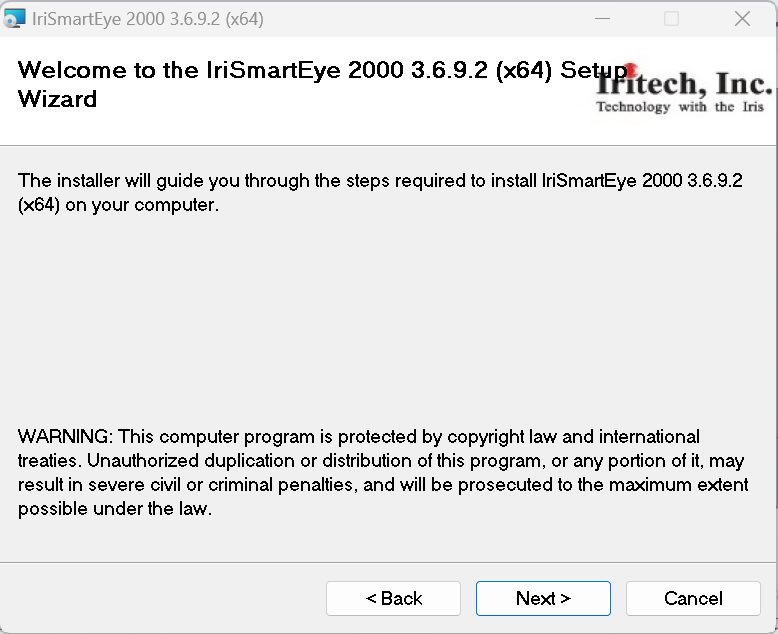 IriSmartEye 2000 3.6.9.2 (x64)
Welcome to the IriSmartEye 2000 3.6.9.2 (x64) Setup
Wizard
Iritech, Inc.
Technology with the Iris
The installer will guide you through the steps required to install IriSmartEye 2000 3.6.9.2
(x64) on your computer.
WARNING: This computer program is protected by copyright law and international
treaties. Unauthorized duplication or distribution of this program, or any portion of it, may
result in severe civil or criminal penalties, and will be prosecuted to the maximum extent
possible under the law.
< Back
Next >
Cancel